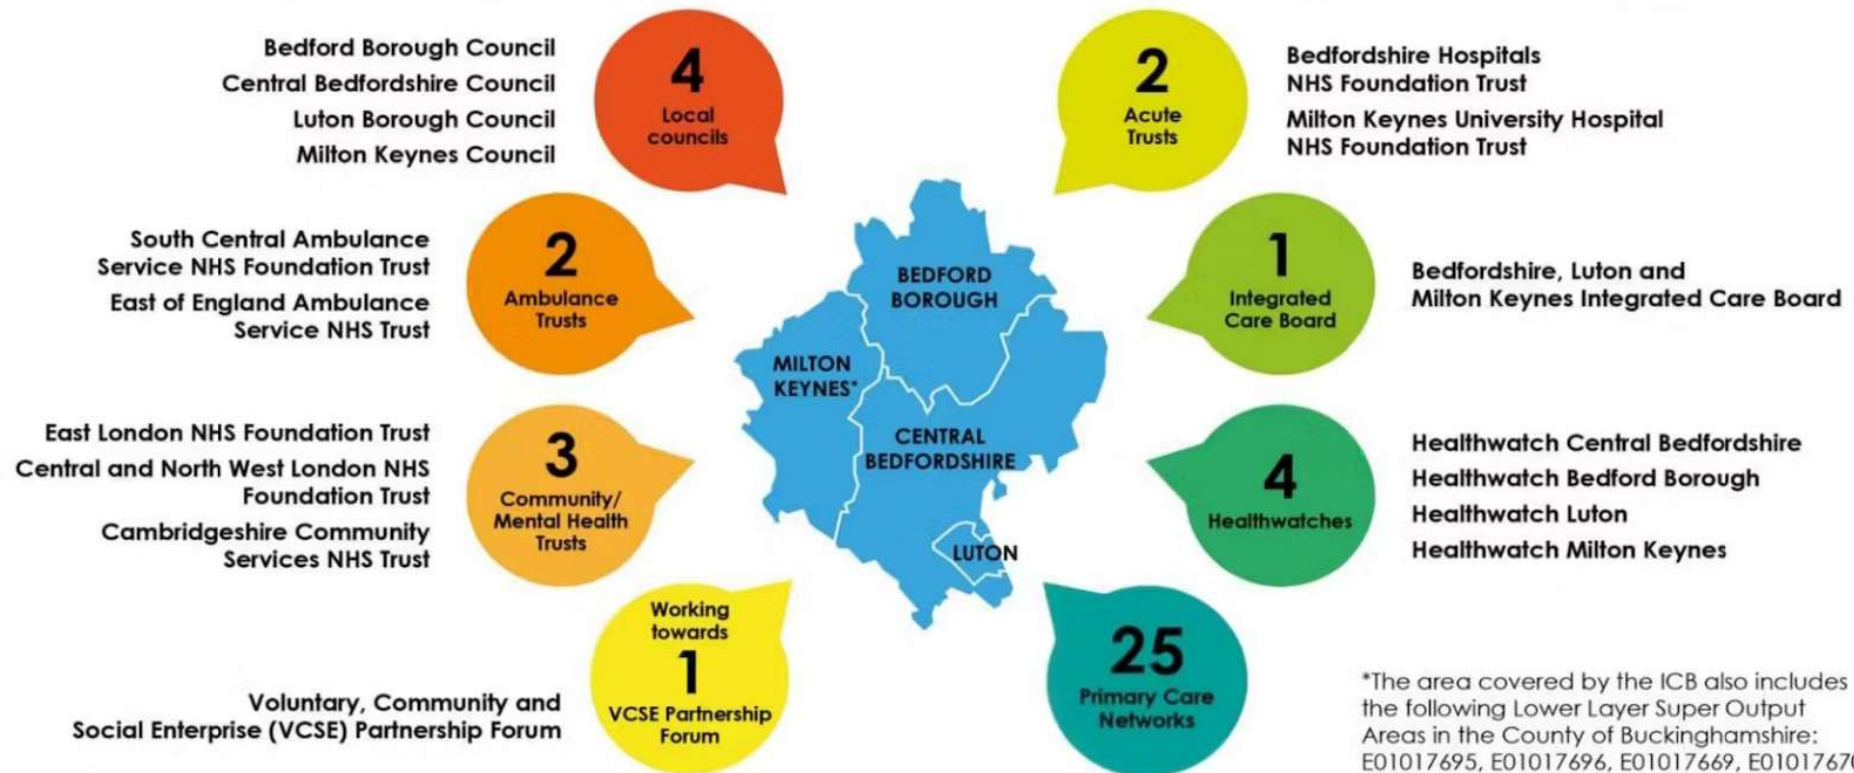 Bedford Borough Council
Central Bedfordshire Council
Luton Borough Council
Milton Keynes Council
4
Local
councils
2
Acute
Trusts
Bedfordshire Hospitals
NHS Foundation Trust
Milton Keynes University Hospital
NHS Foundation Trust
South Central Ambulance
Service NHS Foundation Trust
East of England Ambulance
Service NHS Trust
2
Ambulance
Trusts
1
Integrated
Care Board
Bedfordshire, Luton and
Milton Keynes Integrated Care Board
BEDFORD
BOROUGH
MILTON
KEYNES*
CENTRAL
BEDFORDSHIRE
LUTON
East London NHS Foundation Trust
Central and North West London NHS
Foundation Trust
Cambridgeshire Community
Services NHS Trust
3
Community/
Mental Health
Trusts
4
Healthwatches
Healthwatch Central Bedfordshire
Healthwatch Bedford Borough
Healthwatch Luton
Healthwatch Milton Keynes
Voluntary, Community and
Social Enterprise (VCSE) Partnership Forum
Working
towards
1
VCSE Partnership
Forum
25
Primary Care
Networks
*The area covered by the ICB also includes
the following Lower Layer Super Output
Areas in the County of Buckinghamshire:
E01017695, E01017696, E01017669, E01017670